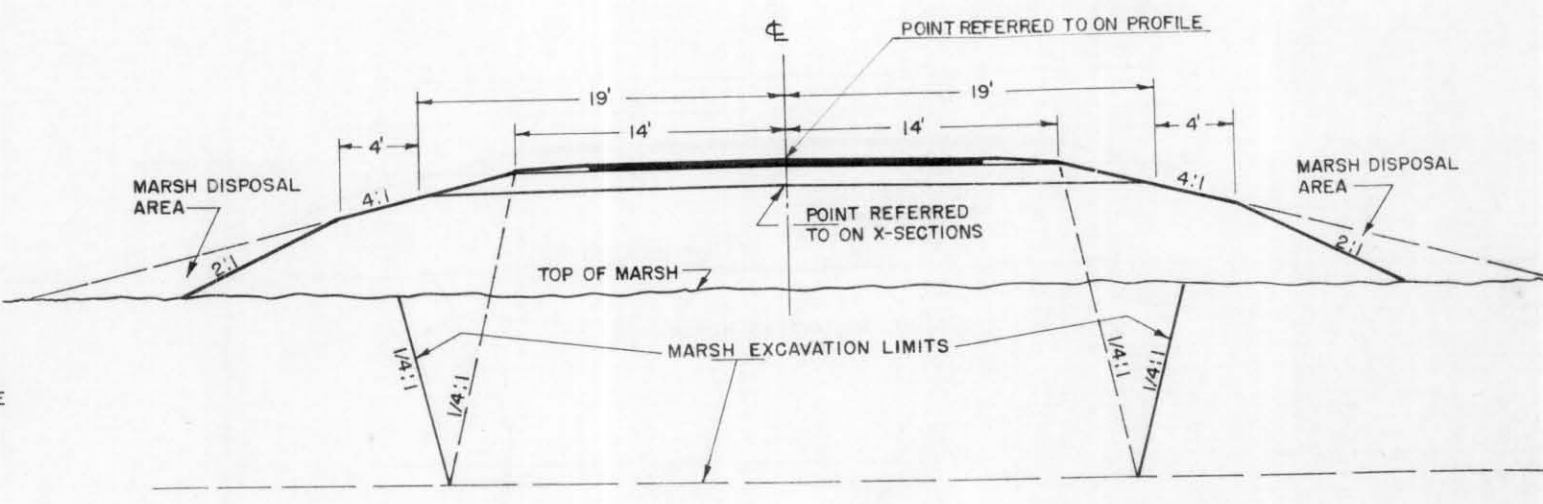 ℄
POINT REFERRED TO ON PROFILE
19'
19'
14'
14'
4'
4'
MARSH DISPOSAL
AREA
4:1
4:1
MARSH DISPOSAL
AREA
POINT REFERRED
TO ON X-SECTIONS
2:1
2:1
TOP OF MARSH
MARSH EXCAVATION LIMITS
1/4:1
1/4:1
1/4:1
1/4:1
E